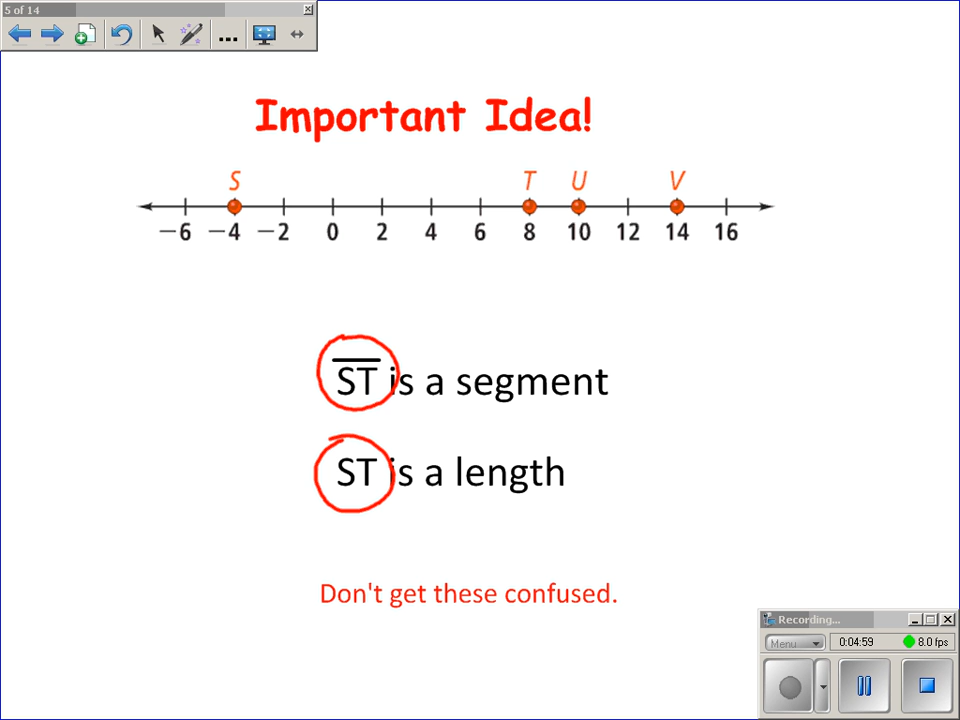 5 of 14
Important Idea!
S T U V
−6 −4 −2 0 2 4 6 8 10 12 14 16
S̅T̅ is a segment
ST is a length
Don't get these confused.
Recording...
Menu 0:04:59 8.0 fps